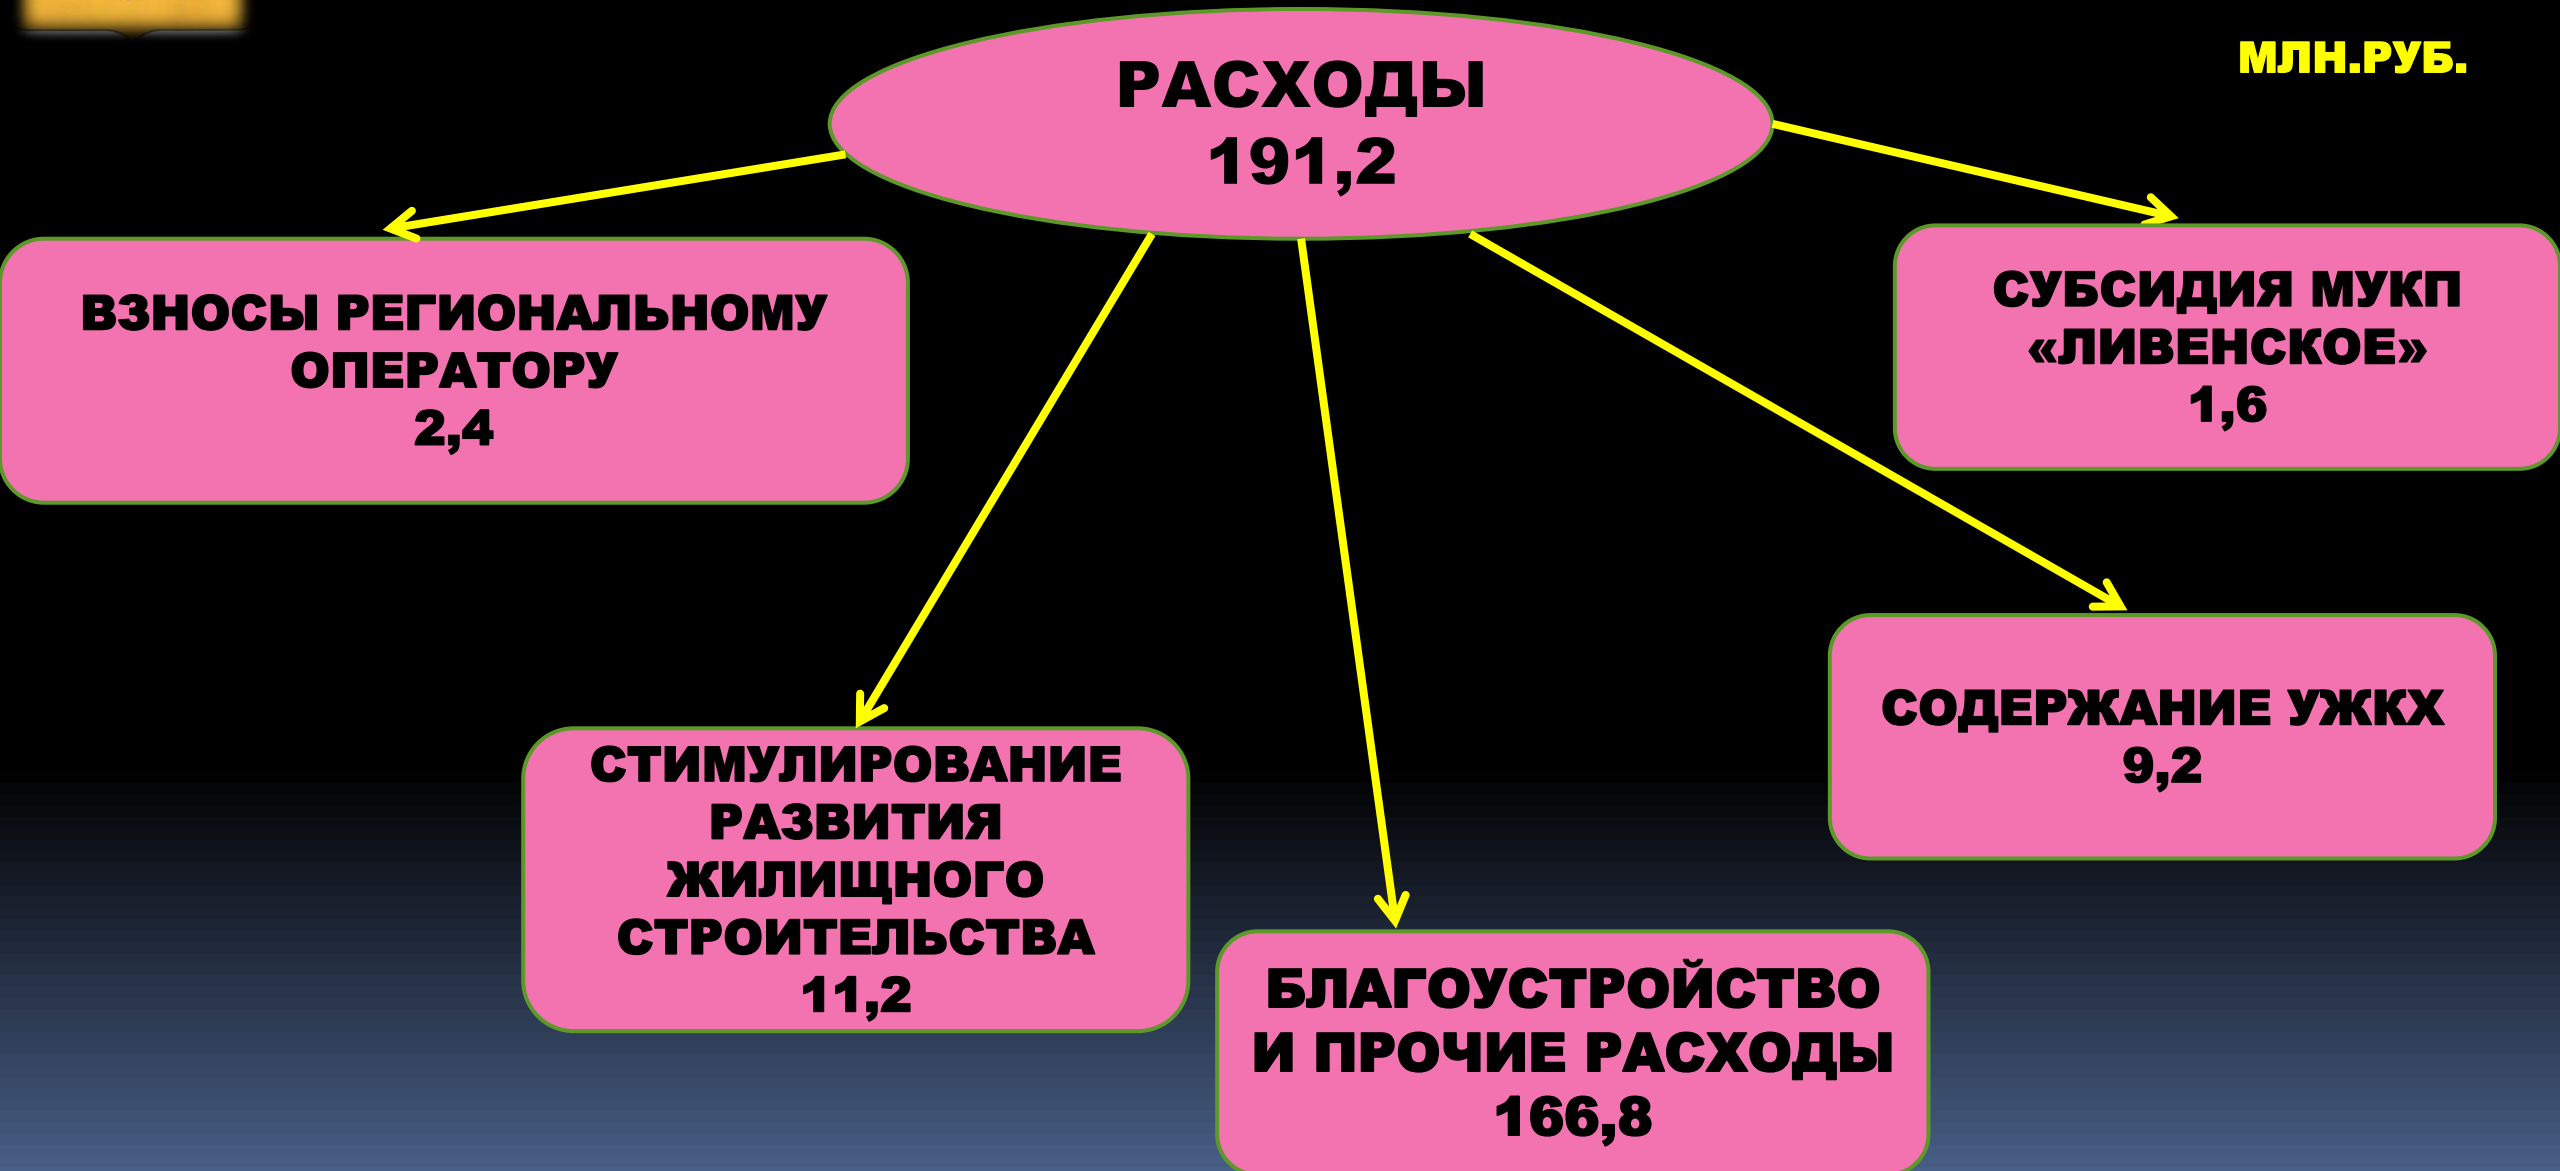 МЛН.РУБ.
РАСХОДЫ
191,2
ВЗНОСЫ РЕГИОНАЛЬНОМУ
ОПЕРАТОРУ
2,4
СУБСИДИЯ МУКП
«ЛИВЕНСКОЕ»
1,6
СТИМУЛИРОВАНИЕ
РАЗВИТИЯ
ЖИЛИЩНОГО
СТРОИТЕЛЬСТВА
11,2
СОДЕРЖАНИЕ УЖКХ
9,2
БЛАГОУСТРОЙСТВО
И ПРОЧИЕ РАСХОДЫ
166,8